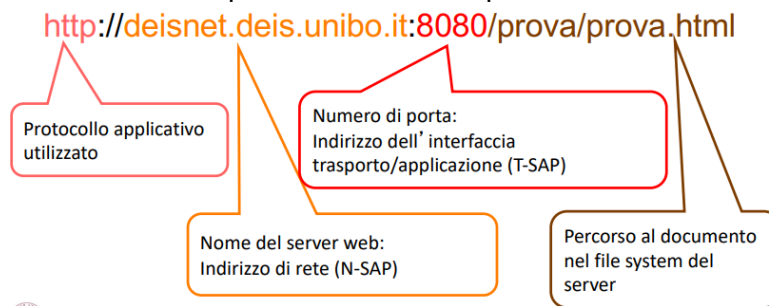 http://deisnet.deis.unibo.it:8080/prova/prova.html
Protocollo applicativo
utilizzato
Numero di porta:
Indirizzo dell’ interfaccia
trasporto/applicazione (T-SAP)
Nome del server web:
Indirizzo di rete (N-SAP)
Percorso al documento
nel file system del
server